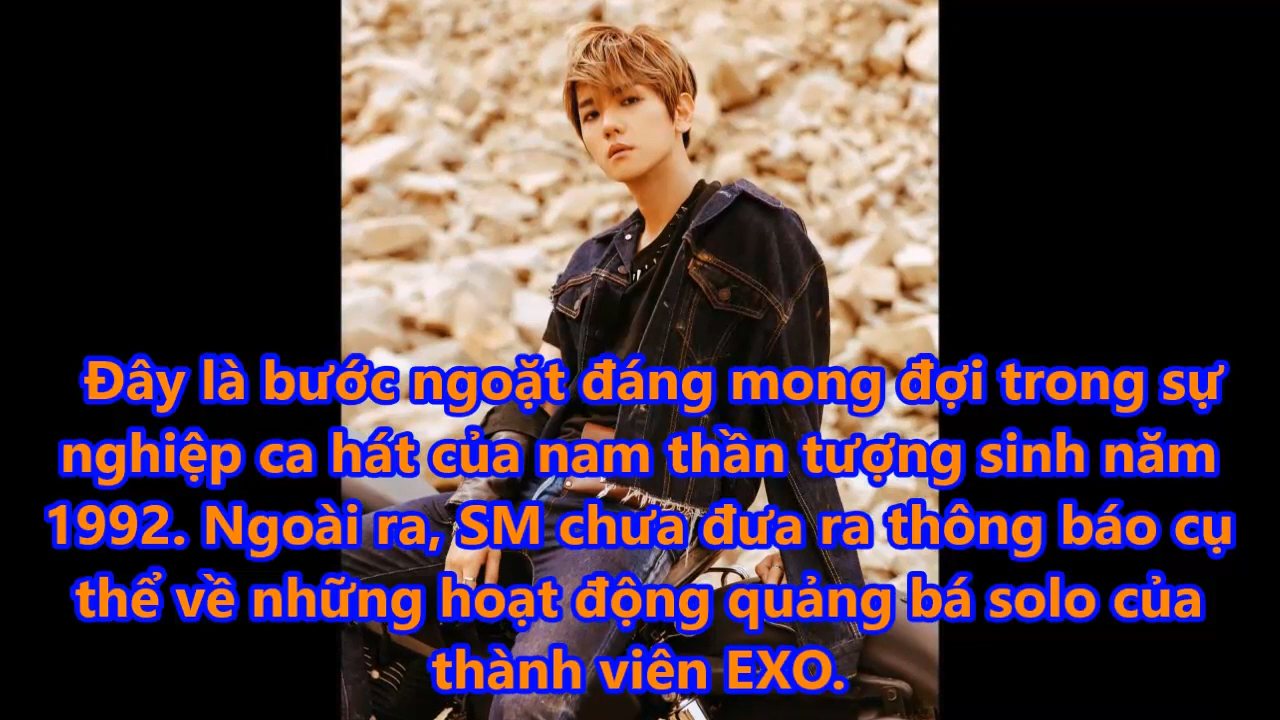 Đây là bước ngoặt đáng mong đợi trong sự
nghiệp ca hát của nam thần tượng sinh năm
1992. Ngoài ra, SM chưa đưa ra thông báo cụ
thể về những hoạt động quảng bá solo của
thành viên EXO.